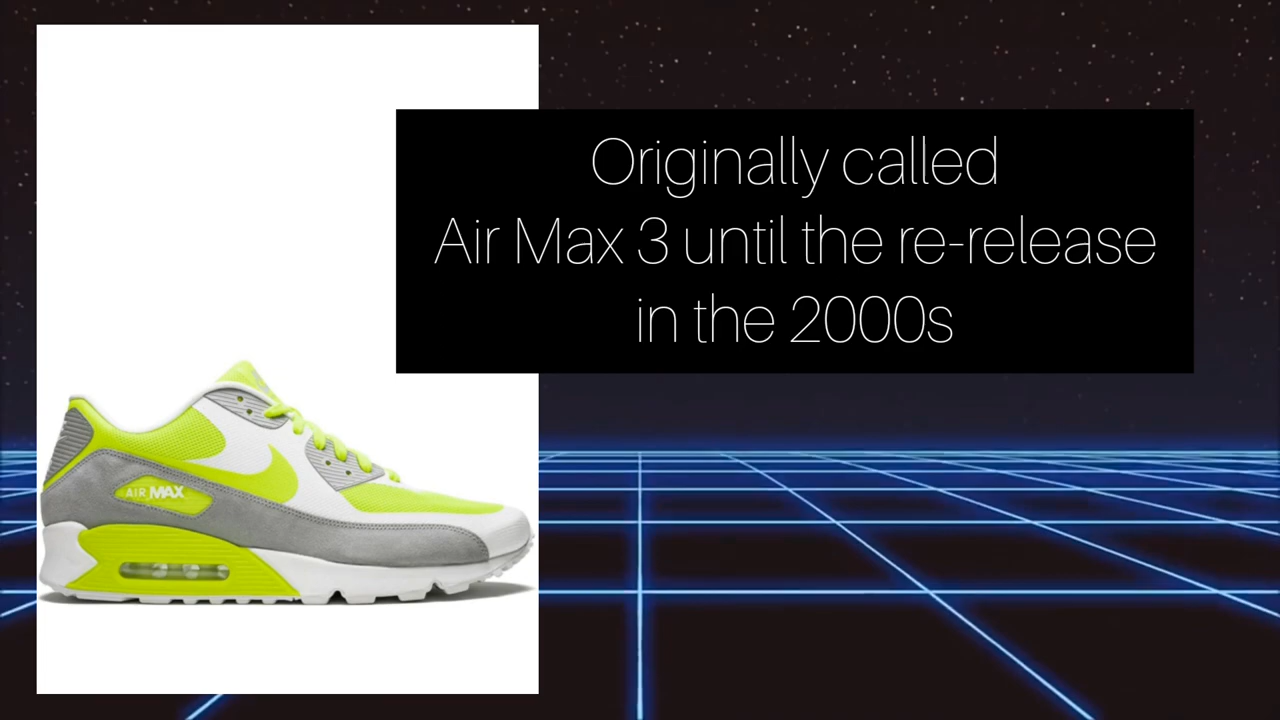 Originally called
Air Max 3 until the re-release
in the 2000s
AIR MAX